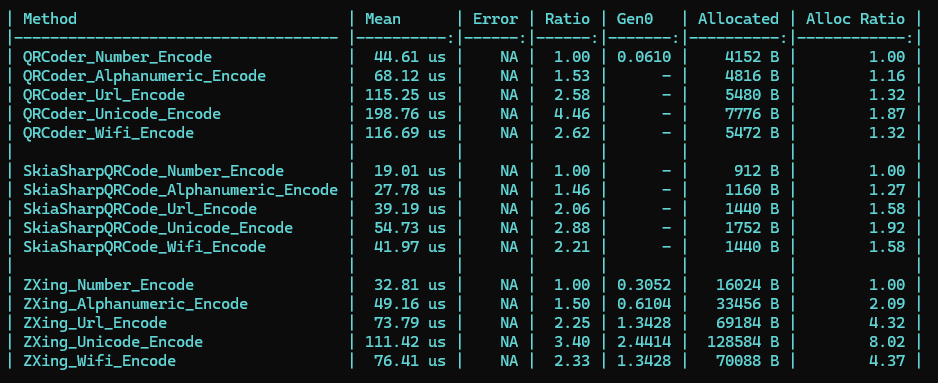 | Method                             | Mean      | Error | Ratio | Gen0   | Allocated | Alloc Ratio |
|----------------------------------- |----------:|------:|------:|-------:|----------:|------------:|
| QRCoder_Number_Encode              |  44.61 us |    NA |  1.00 | 0.0610 |    4152 B |        1.00 |
| QRCoder_Alphanumeric_Encode        |  68.12 us |    NA |  1.53 |      - |    4816 B |        1.16 |
| QRCoder_Url_Encode                 | 115.25 us |    NA |  2.58 |      - |    5480 B |        1.32 |
| QRCoder_Unicode_Encode             | 198.76 us |    NA |  4.46 |      - |    7776 B |        1.87 |
| QRCoder_Wifi_Encode                | 116.69 us |    NA |  2.62 |      - |    5472 B |        1.32 |
|                                    |           |       |       |        |           |             |
| SkiaSharpQRCode_Number_Encode      |  19.01 us |    NA |  1.00 |      - |     912 B |        1.00 |
| SkiaSharpQRCode_Alphanumeric_Encode |  27.78 us |    NA |  1.46 |      - |    1160 B |        1.27 |
| SkiaSharpQRCode_Url_Encode         |  39.19 us |    NA |  2.06 |      - |    1440 B |        1.58 |
| SkiaSharpQRCode_Unicode_Encode     |  54.73 us |    NA |  2.88 |      - |    1752 B |        1.92 |
| SkiaSharpQRCode_Wifi_Encode        |  41.97 us |    NA |  2.21 |      - |    1440 B |        1.58 |
|                                    |           |       |       |        |           |             |
| ZXing_Number_Encode                |  32.81 us |    NA |  1.00 | 0.3052 |   16024 B |        1.00 |
| ZXing_Alphanumeric_Encode          |  49.16 us |    NA |  1.50 | 0.6104 |   33456 B |        2.09 |
| ZXing_Url_Encode                   |  73.79 us |    NA |  2.25 | 1.3428 |   69184 B |        4.32 |
| ZXing_Unicode_Encode               | 111.42 us |    NA |  3.40 | 2.4414 |  128584 B |        8.02 |
| ZXing_Wifi_Encode                  |  76.41 us |    NA |  2.33 | 1.3428 |   70088 B |        4.37 |